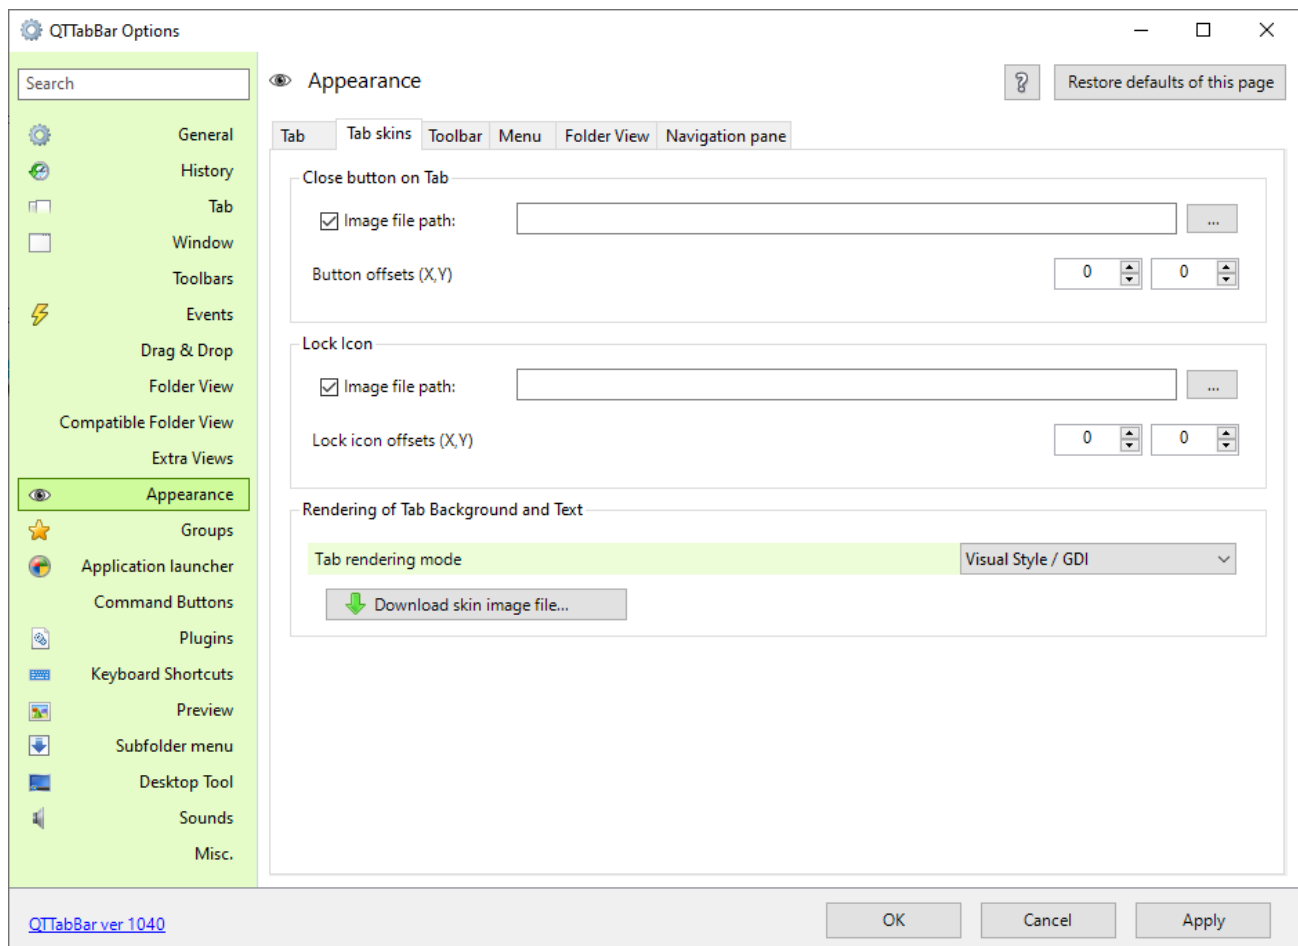 QTTabBar Options
Search
General
History
Tab
Window
Toolbars
Events
Drag & Drop
Folder View
Compatible Folder View
Extra Views
Appearance
Groups
Application launcher
Command Buttons
Plugins
Keyboard Shortcuts
Preview
Subfolder menu
Desktop Tool
Sounds
Misc.
Appearance
? Restore defaults of this page
Tab Tab skins Toolbar Menu Folder View Navigation pane
Close button on Tab
Image file path: ...
Button offsets (X,Y) 0 0
Lock Icon
Image file path: ...
Lock icon offsets (X,Y) 0 0
Rendering of Tab Background and Text
Tab rendering mode Visual Style / GDI
Download skin image file...
QTTabBar ver 1040
OK Cancel Apply